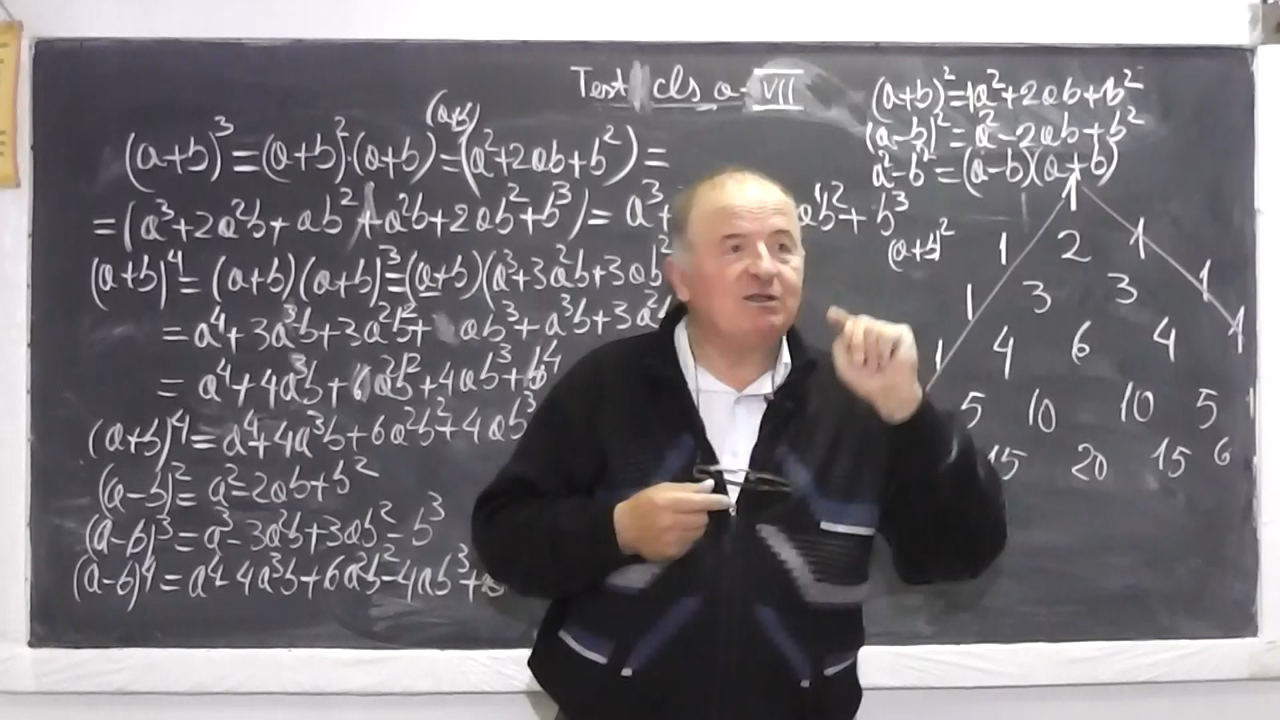 Test cls a VII
(a+b)³=(a+b)²·(a+b)=(a²+2ab+b²)=
(a+b)
=(a³+2a²b+ab²+a²b+2ab²+b³)=a³+ ab²+b³
(a+b)⁴=(a+b)(a+b)³=(a+b)(a³+3a²b+3ab²
=a⁴+3a³b+3a²b²+ab³+a³b+3a²b
=a⁴+4a³b+6a²b²+4ab³+b⁴
(a+b)⁴=a⁴+4a³b+6a²b²+4ab³
(a-b)²=a²-2ab+b²
(a-b)³=a³-3a²b+3ab²-b³
(a-b)⁴=a⁴-4a³b+6a²b²-4ab³+
(a+b)²=1a²+2ab+b²
(a-b)²=a²-2ab+b²
a²-b²=(a-b)(a+b)
1
(a+b)² 1 2 1
1 3 3 1
1 4 6 4 1
5 10 10 5
15 20 15 6